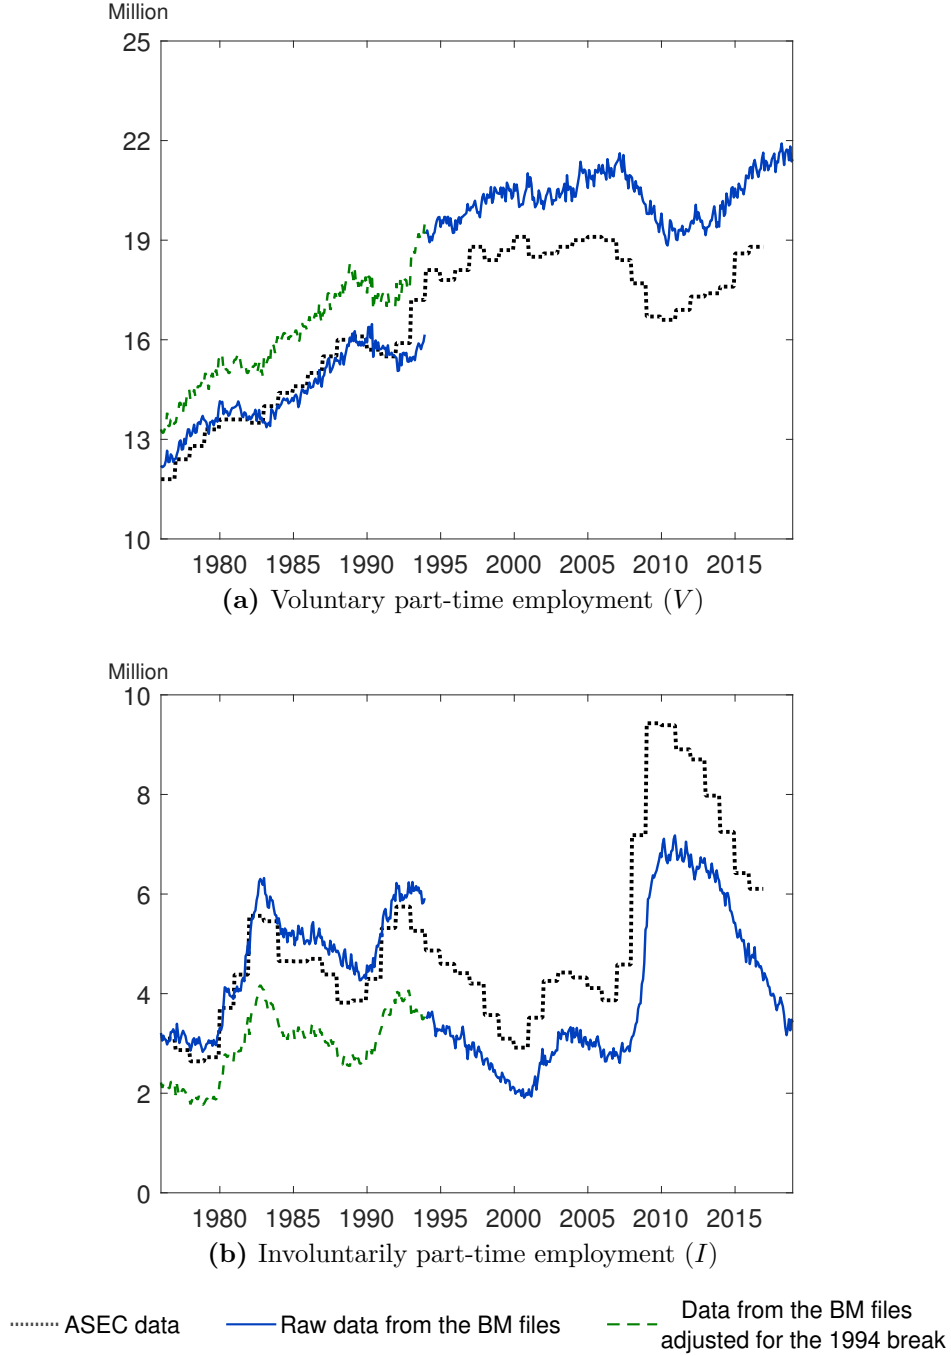 Million
25
22
19
16
13
10
1980 1985 1990 1995 2000 2005 2010 2015
(a) Voluntary part-time employment (V)
Million
10
8
6
4
2
0
1980 1985 1990 1995 2000 2005 2010 2015
(b) Involuntarily part-time employment (I)
ASEC data
Raw data from the BM files
Data from the BM files
adjusted for the 1994 break